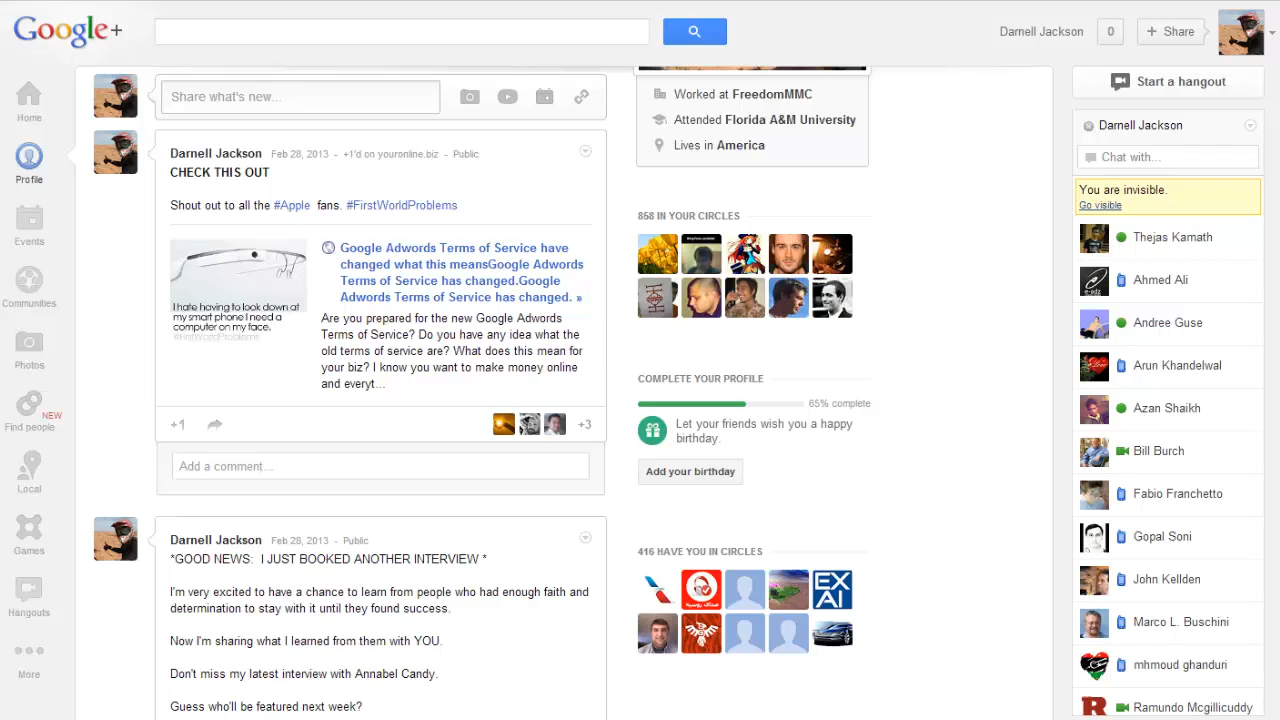 Google+
Darnell Jackson
0
+ Share
Home
Profile
Events
Communities
Photos
NEW
Find people
Local
Games
Hangouts
More
Share what's new...
Darnell Jackson Feb 28, 2013 - +1'd on youronline.biz - Public
CHECK THIS OUT
Shout out to all the #Apple fans. #FirstWorldProblems
I hate having to look down at
my smart phone I need a
computer on my face.
#FirstWorldProblems
Google Adwords Terms of Service have
changed what this meansGoogle Adwords
Terms of Service has changed.Google
Adwords Terms of Service has changed. »
Are you prepared for the new Google Adwords
Terms of Service? Do you have any idea what the
old terms of service are? What does this mean for
your biz? I know you want to make money online
and everyt…
+1
+3
Add a comment...
Darnell Jackson Feb 28, 2013 - Public
*GOOD NEWS: I JUST BOOKED ANOTHER INTERVIEW *
I'm very excited to have a chance to learn from people who had enough faith and
determination to stay with it until they found success.
Now I'm sharing what I learned from them with YOU.
Don't miss my latest interview with Annabel Candy.
Guess who'll be featured next week?
Worked at FreedomMMC
Attended Florida A&M University
Lives in America
858 IN YOUR CIRCLES
COMPLETE YOUR PROFILE
65% complete
Let your friends wish you a happy
birthday.
Add your birthday
416 HAVE YOU IN CIRCLES
EX
AI
Start a hangout
Darnell Jackson
Chat with...
You are invisible.
Go visible
Thejas Kamath
Ahmed Ali
Andree Guse
Arun Khandelwal
Azan Shaikh
Bill Burch
Fabio Franchetto
Gopal Soni
John Kellden
Marco L. Buschini
mhmoud ghanduri
Ramundo Mcgillicuddy